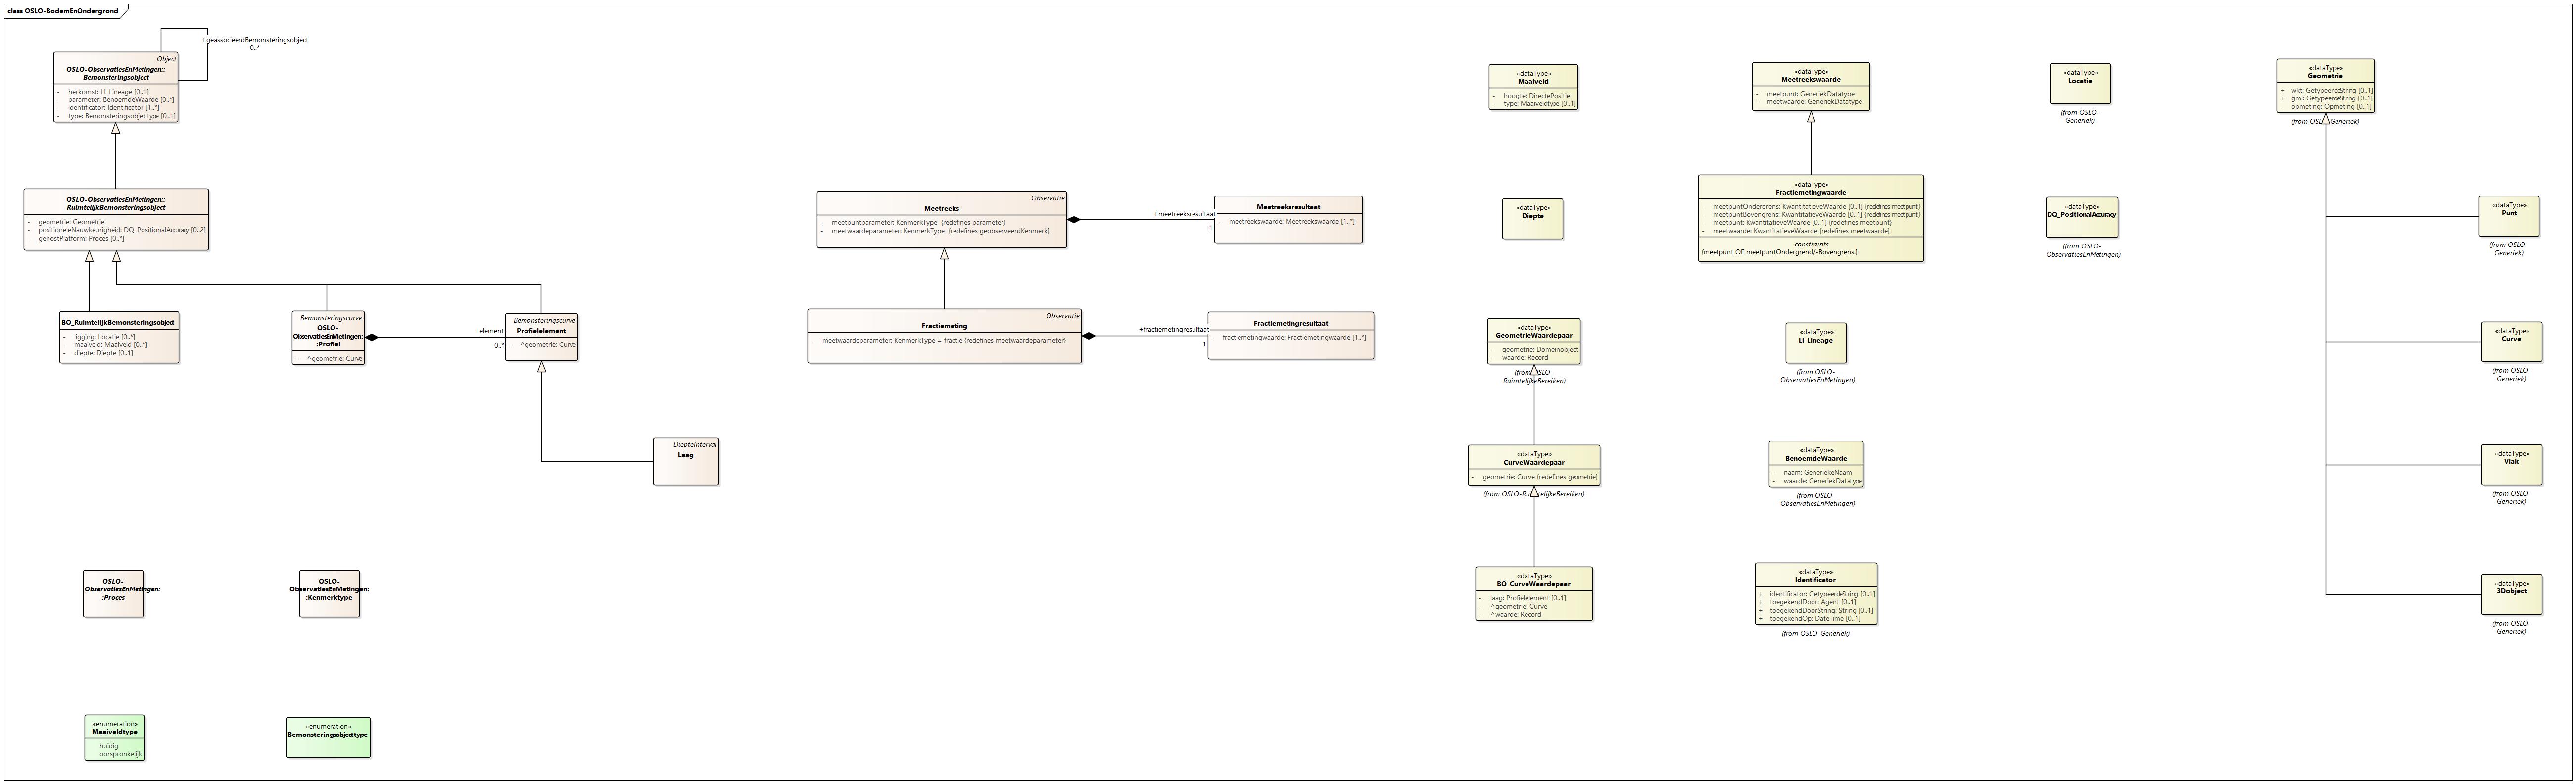 class OSLO-BodemEnOndergrond
+geassocieerdBemonsteringsobject
0..*
Object
OSLO-ObservatiesEnMetingen::
Bemonsteringsobject
- herkomst: LI_Lineage [0..1]
- parameter: BenoemdeWaarde [0..*]
- identificator: Identificator [1..*]
- type: Bemonsteringsobjecttype [0..1]
OSLO-ObservatiesEnMetingen::
RuimtelijkBemonsteringsobject
- geometrie: Geometrie
- positioneleNauwkeurigheid: DQ_PositionalAccuracy [0..2]
- gehostPlatform: Proces [0..*]
BO_RuimtelijkBemonsteringsobject
- ligging: Locatie [0..*]
- maaiveld: Maaiveld [0..*]
- diepte: Diepte [0..1]
Bemonsteringscurve
OSLO-
ObservatiesEnMetingen:
:Profiel
- ^geometrie: Curve
+element
0..*
Bemonsteringscurve
Profielelement
- ^geometrie: Curve
DiepteInterval
Laag
OSLO-
ObservatiesEnMetingen:
:Proces
OSLO-
ObservatiesEnMetingen:
:Kenmerktype
«enumeration»
Maaiveldtype
huidig
oorspronkelijk
«enumeration»
Bemonsteringsobjecttype
Observatie
Meetreeks
- meetpuntparameter: KenmerkType (redefines parameter)
- meetwaardeparameter: KenmerkType (redefines geobserveerdKenmerk)
+meetreeksresultaat
1
Meetreeksresultaat
- meetreekswaarde: Meetreekswaarde [1..*]
Observatie
Fractiemeting
- meetwaardeparameter: KenmerkType = fractie (redefines meetwaardeparameter)
+fractiemetingresultaat
1
Fractiemetingresultaat
- fractiemetingwaarde: Fractiemetingwaarde [1..*]
«dataType»
Maaiveld
- hoogte: DirectePositie
- type: Maaiveldtype [0..1]
«dataType»
Diepte
«dataType»
GeometrieWaardepaar
- geometrie: Domeinobject
- waarde: Record
(from OSLO-
RuimtelijkeBereiken)
«dataType»
CurveWaardepaar
- geometrie: Curve (redefines geometrie)
(from OSLO-RuimtelijkeBereiken)
«dataType»
BO_CurveWaardepaar
- laag: Profielelement [0..1]
- ^geometrie: Curve
- ^waarde: Record
«dataType»
Meetreekswaarde
- meetpunt: GeneriekDatatype
- meetwaarde: GeneriekDatatype
«dataType»
Fractiemetingwaarde
- meetpuntOndergrens: KwantitatieveWaarde [0..1] (redefines meetpunt)
- meetpuntBovengrens: KwantitatieveWaarde [0..1] (redefines meetpunt)
- meetpunt: KwantitatieveWaarde [0..1] (redefines meetpunt)
- meetwaarde: KwantitatieveWaarde (redefines meetwaarde)
constraints
{meetpunt OF meetpuntOndergrend/-Bovengrens.}
«dataType»
LI_Lineage
(from OSLO-
ObservatiesEnMetingen)
«dataType»
BenoemdeWaarde
- naam: GeneriekeNaam
- waarde: GeneriekDatatype
(from OSLO-
ObservatiesEnMetingen)
«dataType»
Identificator
+ identificator: GetypeerdeString [0..1]
+ toegekendDoor: Agent [0..1]
+ toegekendDoorString: String [0..1]
+ toegekendOp: DateTime [0..1]
(from OSLO-Generiek)
«dataType»
Locatie
(from OSLO-
Generiek)
«dataType»
DQ_PositionalAccuracy
(from OSLO-
ObservatiesEnMetingen)
«dataType»
Geometrie
+ wkt: GetypeerdeString [0..1]
+ gml: GetypeerdeString [0..1]
- opmeting: Opmeting [0..1]
(from OSLO-Generiek)
«dataType»
Punt
(from OSLO-
Generiek)
«dataType»
Curve
(from OSLO-
Generiek)
«dataType»
Vlak
(from OSLO-
Generiek)
«dataType»
3Dobject
(from OSLO-
Generiek)